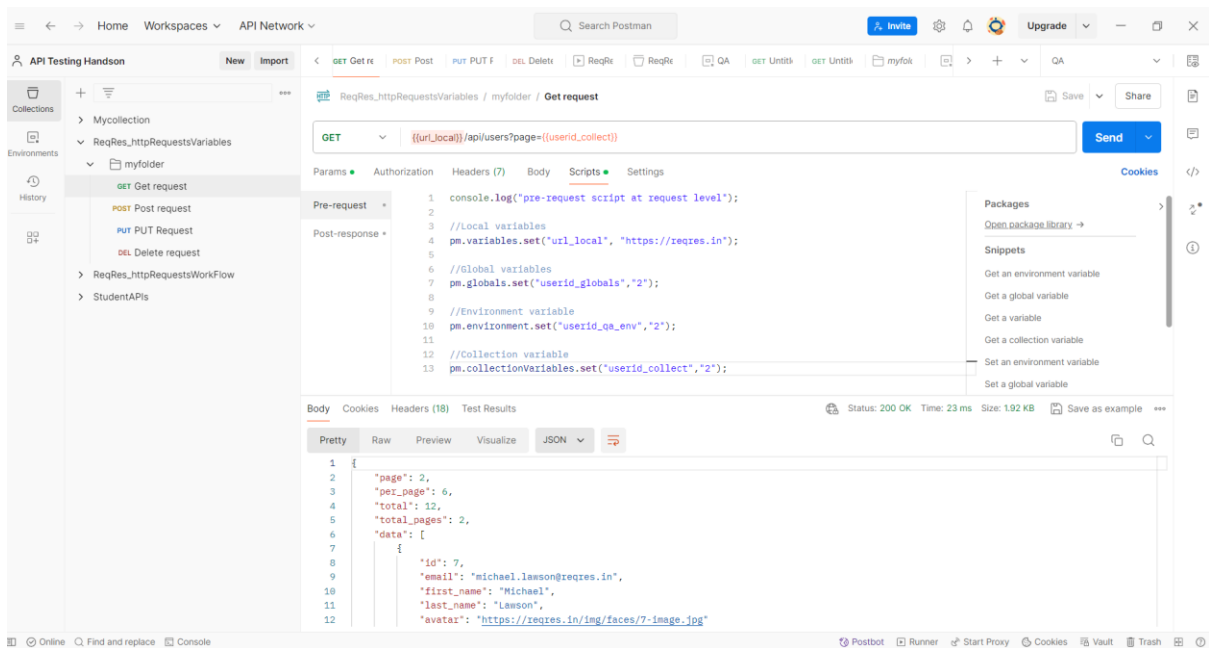 Home Workspaces API Network Search Postman Invite Upgrade
API Testing Handson New Import GET Get re POST Post PUT PUT F DEL Delete ReqRe ReqRe QA GET Untitl GET Untitl myfol QA
Collections
Environments
History
Mycollection
ReqRes_httpRequestsVariables
myfolder
GET Get request
POST Post request
PUT PUT Request
DEL Delete request
ReqRes_httpRequestsWorkFlow
StudentAPIs
HTTP ReqRes_httpRequestsVariables / myfolder / Get request Save Share
GET {{url_local}}/api/users?page={{userid_collect}} Send
Params Authorization Headers (7) Body Scripts Settings Cookies
Pre-request
Post-response
1 console.log("pre-request script at request level");
2
3 //Local variables
4 pm.variables.set("url_local", "https://reqres.in");
5
6 //Global variables
7 pm.globals.set("userid_globals","2");
8
9 //Environment variable
10 pm.environment.set("userid_qa_env","2");
11
12 //Collection variable
13 pm.collectionVariables.set("userid_collect","2");
Packages
Open package library →
Snippets
Get an environment variable
Get a global variable
Get a variable
Get a collection variable
Set an environment variable
Set a global variable
Body Cookies Headers (18) Test Results Status: 200 OK Time: 23 ms Size: 1.92 KB Save as example
Pretty Raw Preview Visualize JSON
1 {
2 "page": 2,
3 "per_page": 6,
4 "total": 12,
5 "total_pages": 2,
6 "data": [
7 {
8 "id": 7,
9 "email": "michael.lawson@reqres.in",
10 "first_name": "Michael",
11 "last_name": "Lawson",
12 "avatar": "https://reqres.in/img/faces/7-image.jpg"
Online Find and replace Console Postbot Runner Start Proxy Cookies Vault Trash